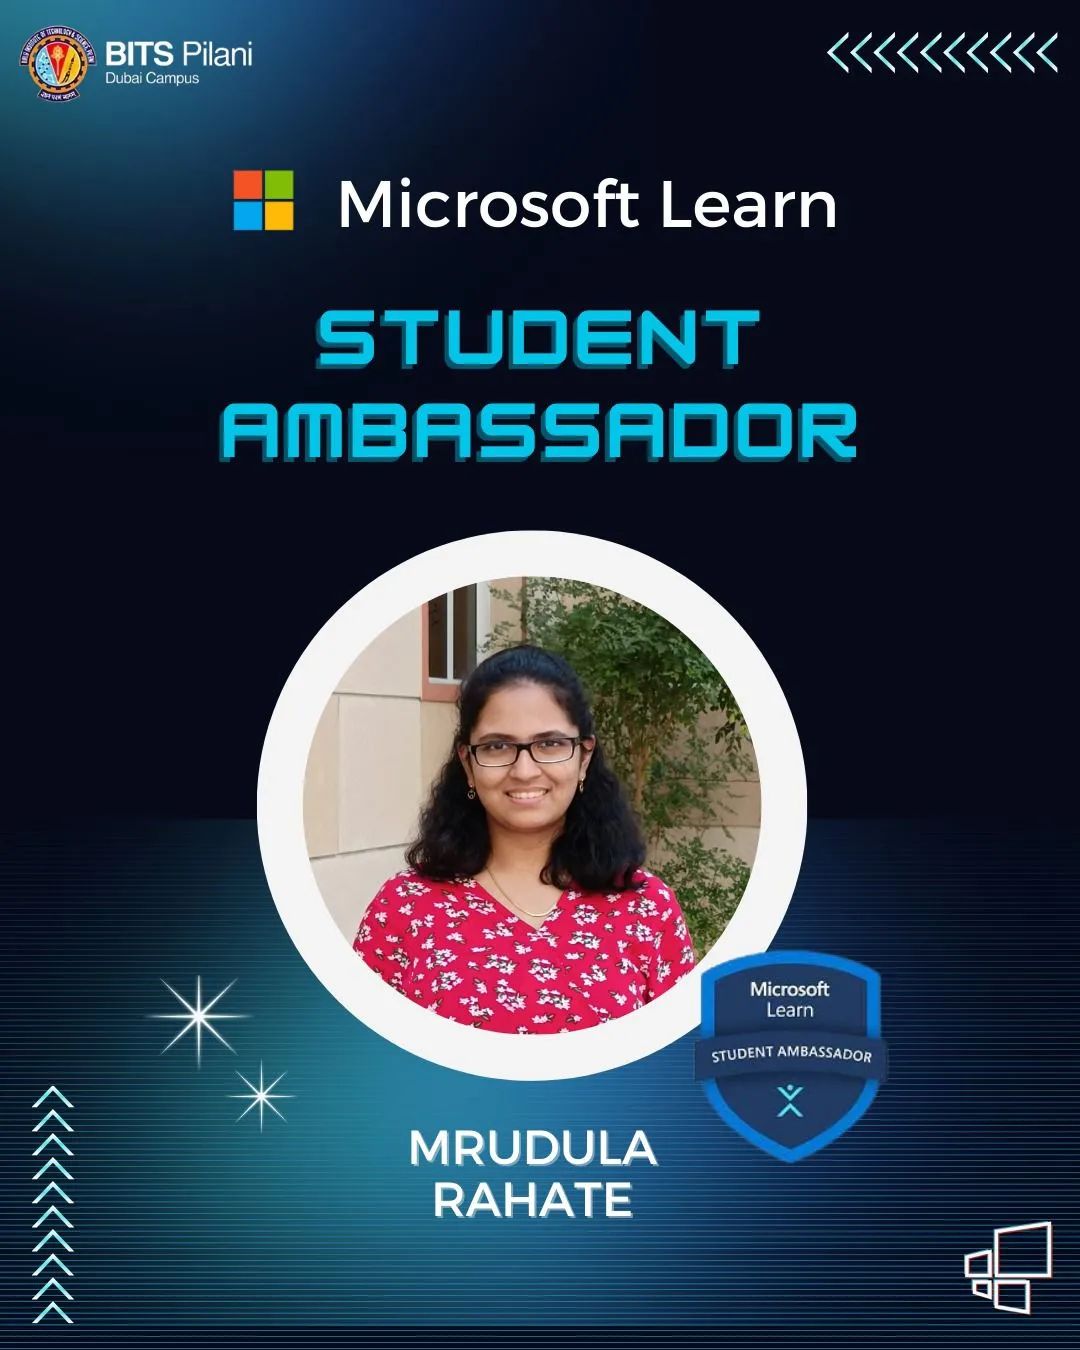 BITS Pilani
Dubai Campus
Microsoft Learn
STUDENT
AMBASSADOR
Microsoft
Learn
STUDENT AMBASSADOR
MRUDULA
RAHATE